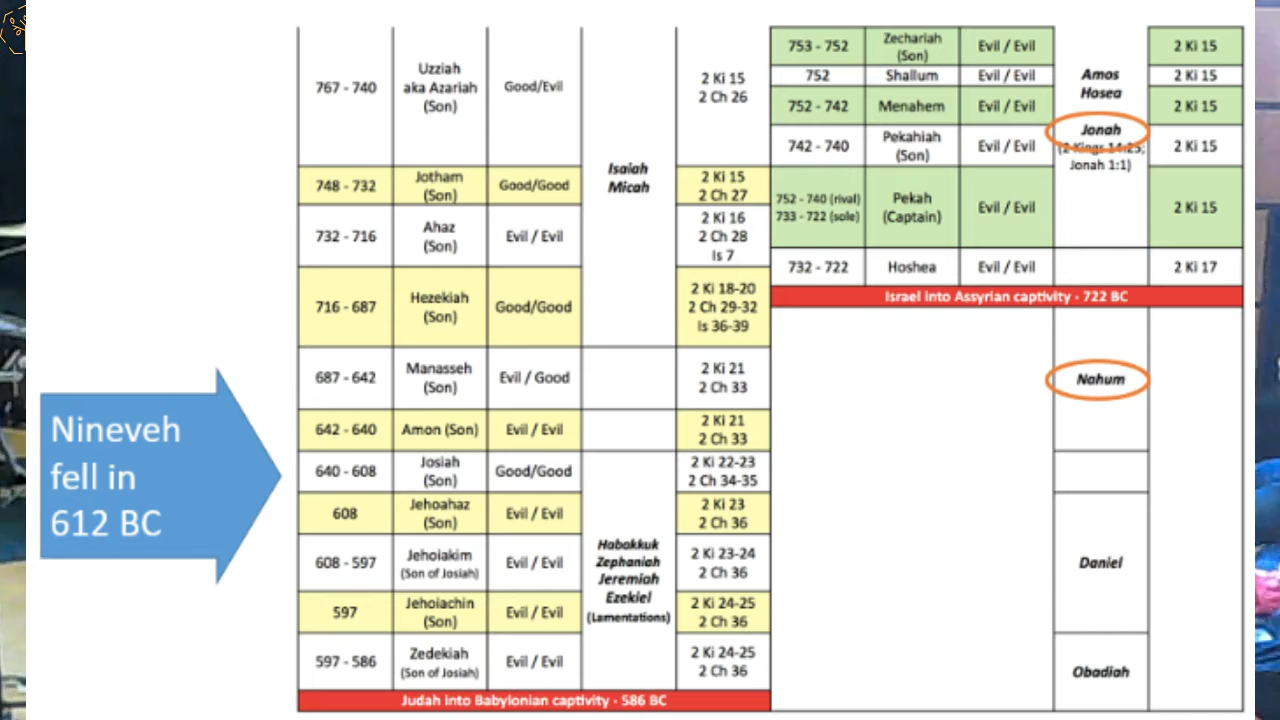 Nineveh
fell in
612 BC
767 - 740
Uzziah
aka Azariah
(Son)
Good/Evil
2 Ki 15
2 Ch 26
Isaiah
Micah
748 - 732
Jotham
(Son)
Good/Good
2 Ki 15
2 Ch 27
732 - 716
Ahaz
(Son)
Evil / Evil
2 Ki 16
2 Ch 28
Is 7
716 - 687
Hezekiah
(Son)
Good/Good
2 Ki 18-20
2 Ch 29-32
Is 36-39
687 - 642
Manasseh
(Son)
Evil / Good
2 Ki 21
2 Ch 33
642 - 640
Amon (Son)
Evil / Evil
2 Ki 21
2 Ch 33
640 - 608
Josiah
(Son)
Good/Good
2 Ki 22-23
2 Ch 34-35
608
Jehoahaz
(Son)
Evil / Evil
2 Ki 23
2 Ch 36
Habakkuk
Zephaniah
Jeremiah
Ezekiel
(Lamentations)
608 - 597
Jehoiakim
(Son of Josiah)
Evil / Evil
2 Ki 23-24
2 Ch 36
597
Jehoiachin
(Son)
Evil / Evil
2 Ki 24-25
2 Ch 36
597 - 586
Zedekiah
(Son of Josiah)
Evil / Evil
2 Ki 24-25
2 Ch 36
Judah into Babylonian captivity - 586 BC
753 - 752
Zechariah
(Son)
Evil / Evil
2 Ki 15
752
Shallum
Evil / Evil
2 Ki 15
Amos
Hosea
752 - 742
Menahem
Evil / Evil
2 Ki 15
Jonah
(2 Kings 14:25;
Jonah 1:1)
742 - 740
Pekahiah
(Son)
Evil / Evil
2 Ki 15
752 - 740 (rival)
733 - 722 (sole)
Pekah
(Captain)
Evil / Evil
2 Ki 15
732 - 722
Hoshea
Evil / Evil
2 Ki 17
Israel into Assyrian captivity - 722 BC
Nahum
Daniel
Obadiah